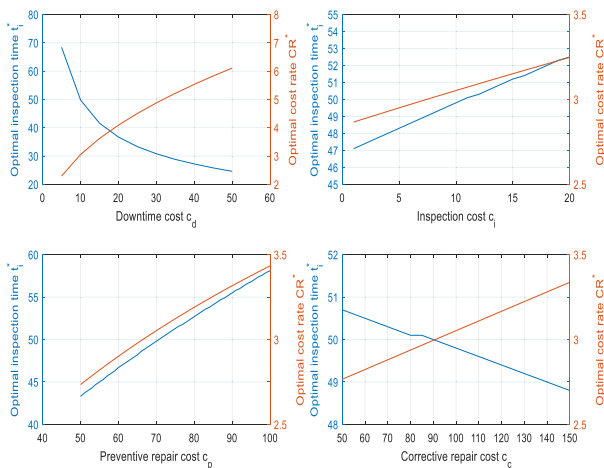 Optimal inspection time t_i^*
80
70
60
50
40
30
20
0 10 20 30 40 50 60
Downtime cost c_d
8
7
6
5
4
3
2
Optimal cost rate CR^*
Optimal inspection time t_i^*
55
54
53
52
51
50
49
48
47
46
45
0 5 10 15 20
Inspection cost c_i
3.5
3
2.5
Optimal cost rate CR^*
Optimal inspection time t_i^*
60
55
50
45
40
40 50 60 70 80 90 100
Preventive repair cost c_p
3.5
3
2.5
Optimal cost rate CR^*
Optimal inspection time t_i^*
52
51
50
49
48
50 60 70 80 90 100 110 120 130 140 150
Corrective repair cost c_c
3.5
3
2.5
Optimal cost rate CR^*